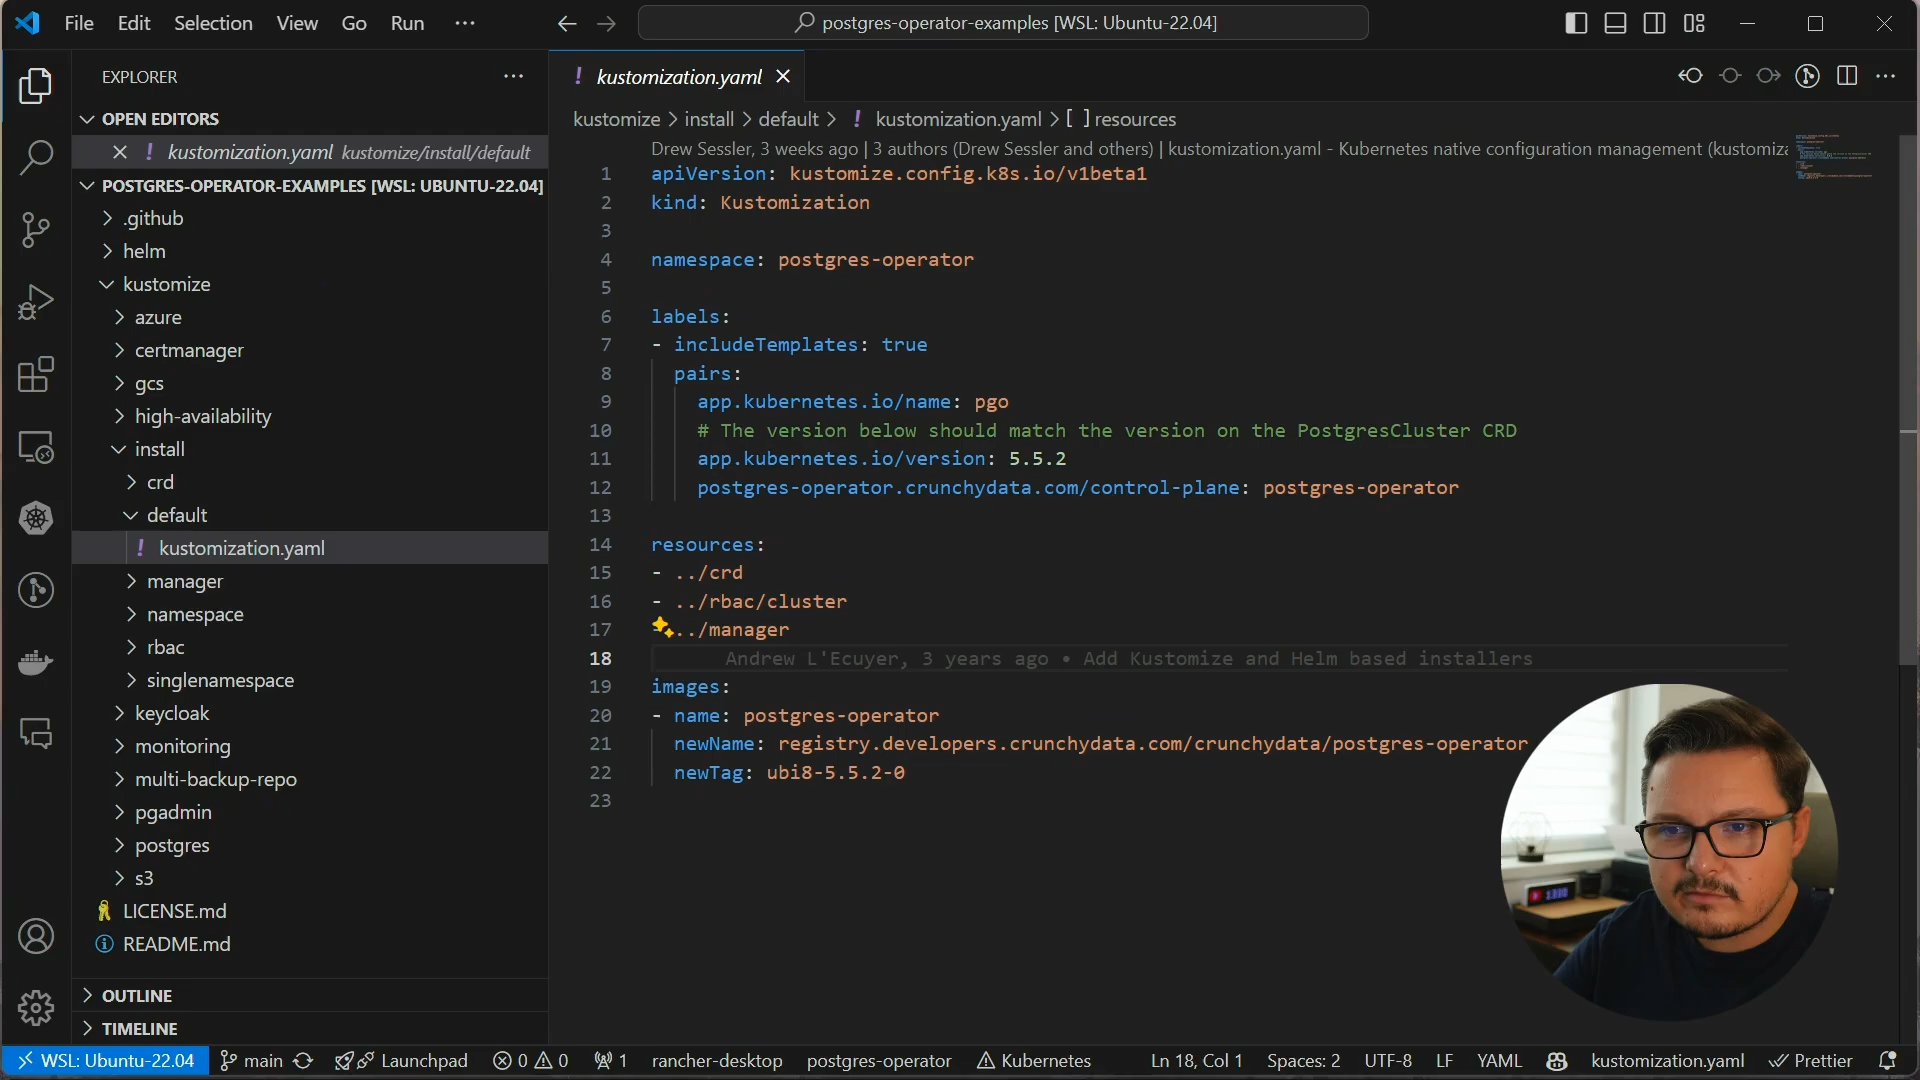 File Edit Selection View Go Run ···
postgres-operator-examples [WSL: Ubuntu-22.04]
EXPLORER
OPEN EDITORS
! kustomization.yaml kustomize/install/default
POSTGRES-OPERATOR-EXAMPLES [WSL: UBUNTU-22.04]
.github
helm
kustomize
azure
certmanager
gcs
high-availability
install
crd
default
! kustomization.yaml
manager
namespace
rbac
singlenamespace
keycloak
monitoring
multi-backup-repo
pgadmin
postgres
s3
LICENSE.md
README.md
OUTLINE
TIMELINE
! kustomization.yaml
kustomize > install > default > ! kustomization.yaml > [ ] resources
Drew Sessler, 3 weeks ago | 3 authors (Drew Sessler and others) | kustomization.yaml - Kubernetes native configuration management (kustomiza
1 apiVersion: kustomize.config.k8s.io/v1beta1
2 kind: Kustomization
3
4 namespace: postgres-operator
5
6 labels:
7 - includeTemplates: true
8 pairs:
9 app.kubernetes.io/name: pgo
10 # The version below should match the version on the PostgresCluster CRD
11 app.kubernetes.io/version: 5.5.2
12 postgres-operator.crunchydata.com/control-plane: postgres-operator
13
14 resources:
15 - ../crd
16 - ../rbac/cluster
17 ../manager
18 Andrew L'Ecuyer, 3 years ago • Add Kustomize and Helm based installers
19 images:
20 - name: postgres-operator
21 newName: registry.developers.crunchydata.com/crunchydata/postgres-operator
22 newTag: ubi8-5.5.2-0
23
WSL: Ubuntu-22.04 main Launchpad 0 0 1 rancher-desktop postgres-operator Kubernetes Ln 18, Col 1 Spaces: 2 UTF-8 LF YAML kustomization.yaml Prettier